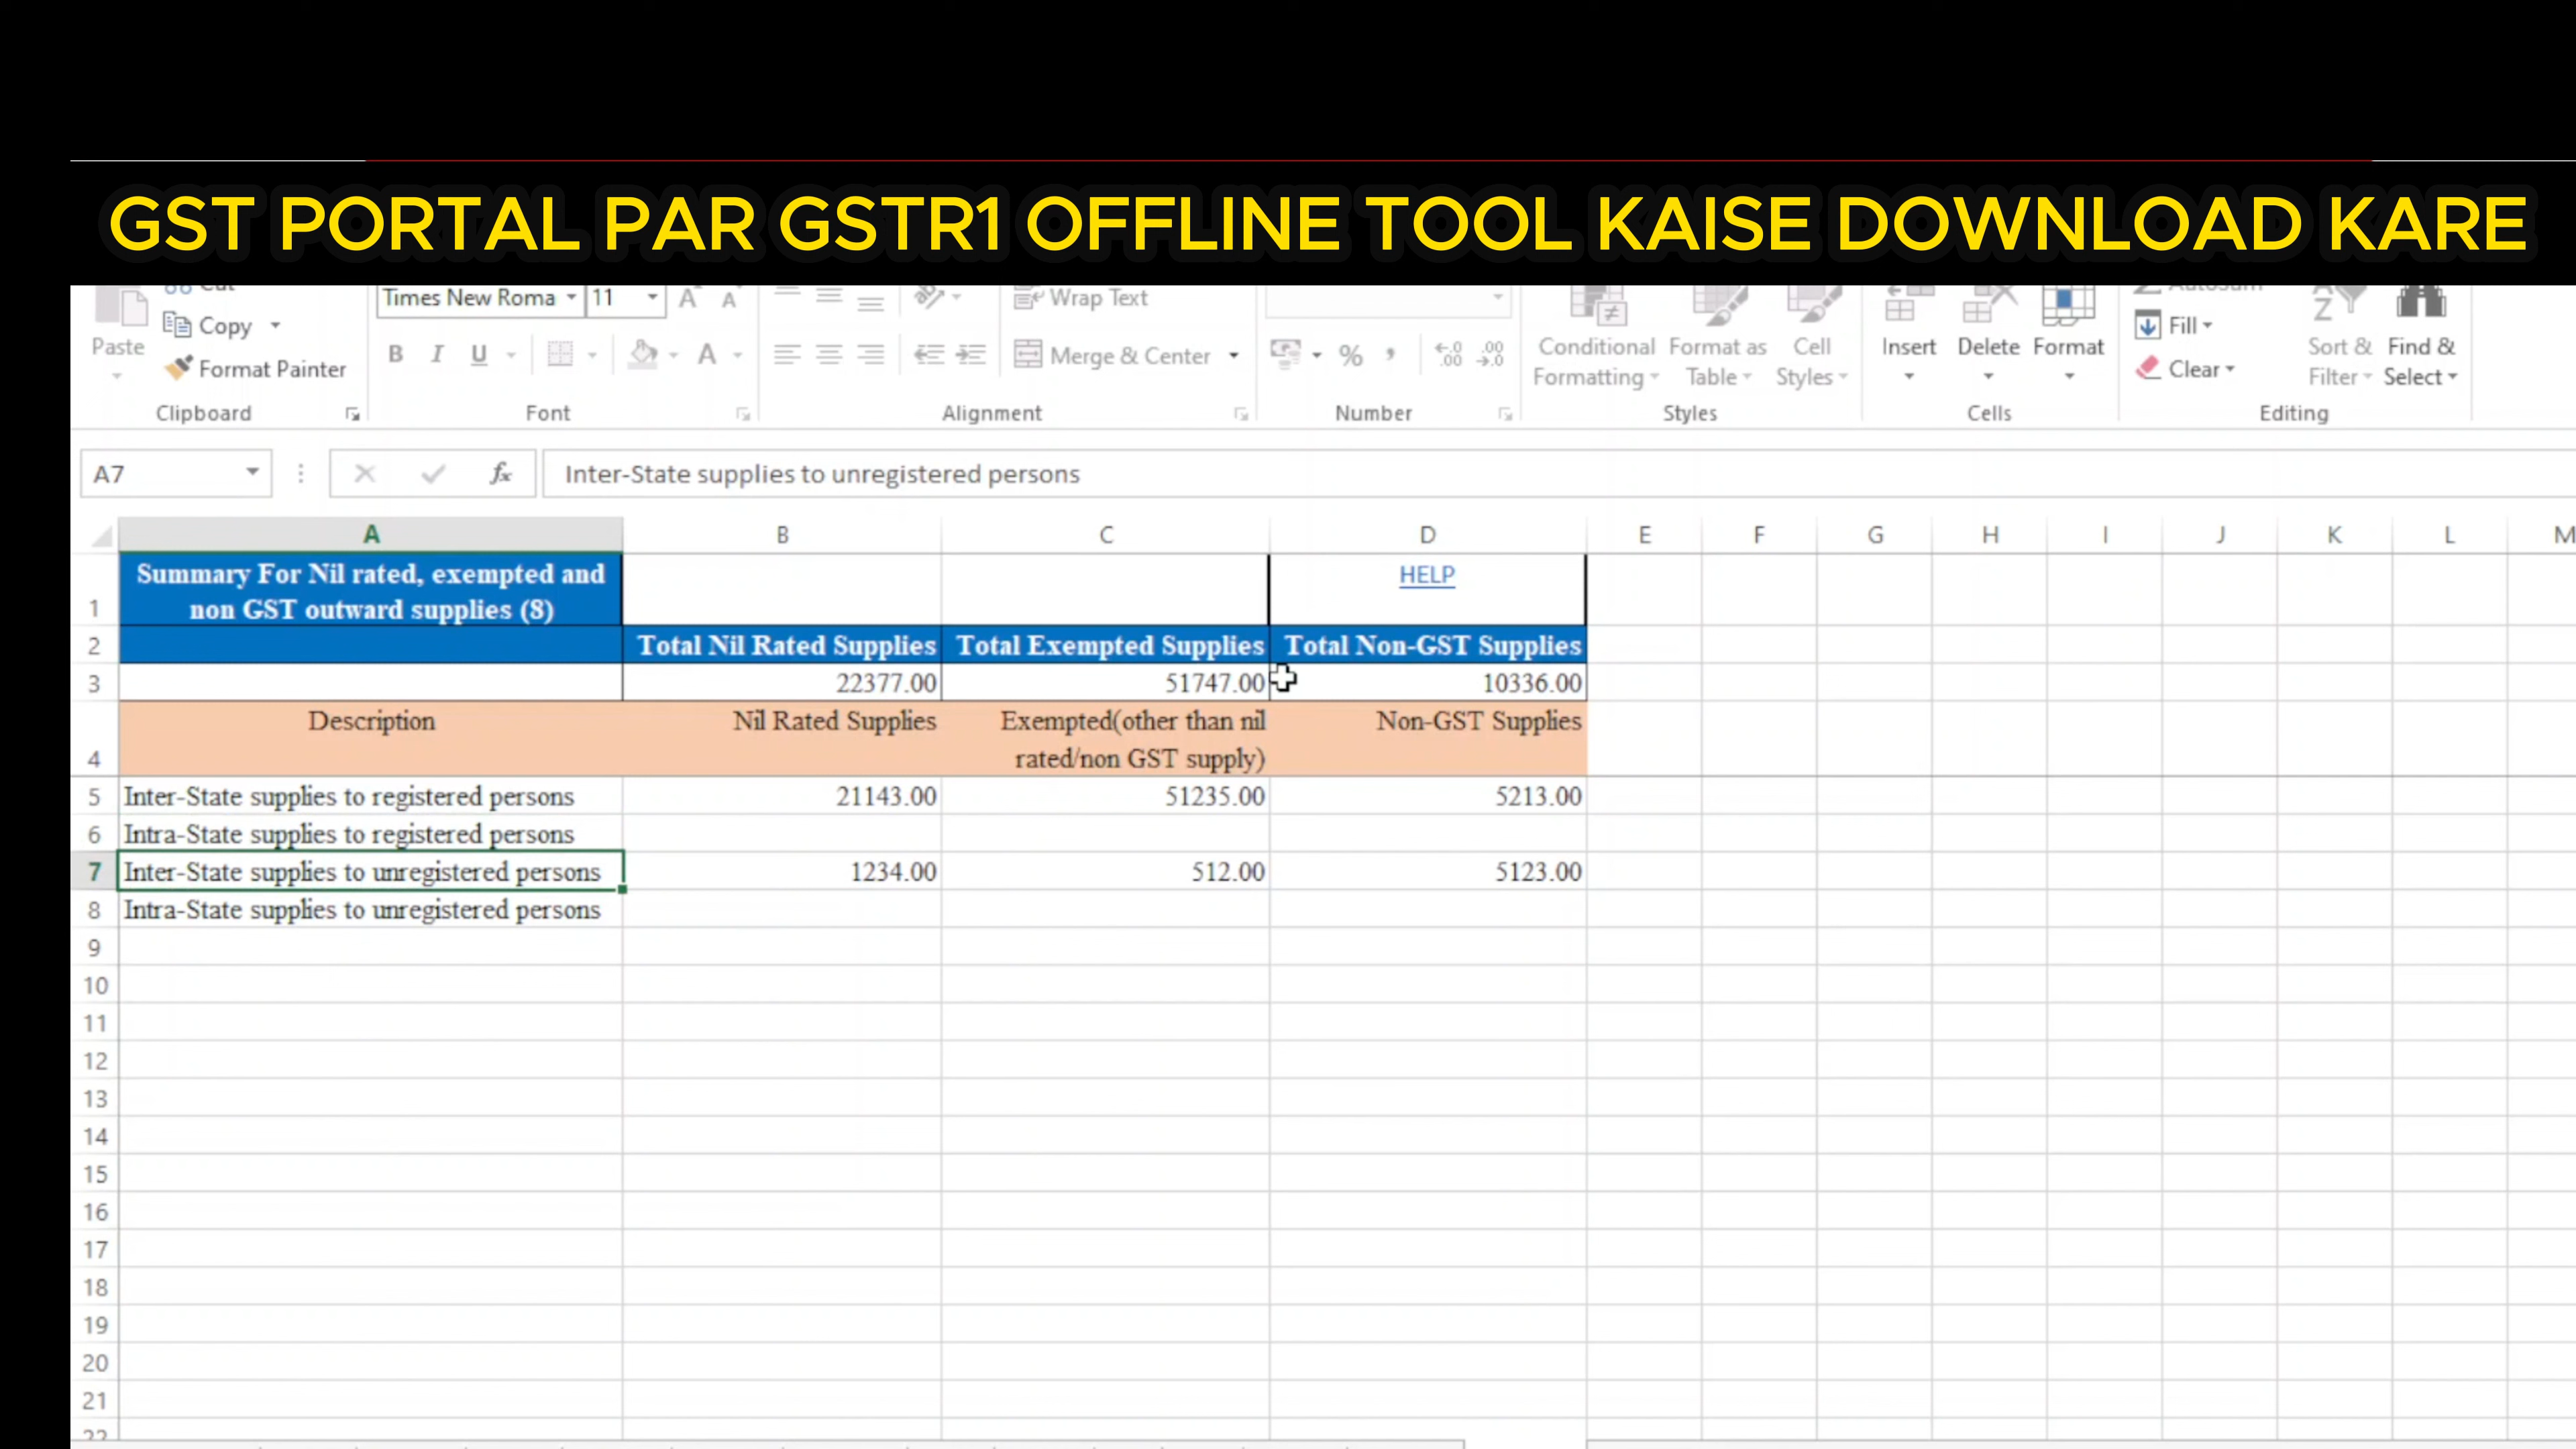 GST PORTAL PAR GSTR1 OFFLINE TOOL KAISE DOWNLOAD KARE
Times New Roma 11 A A Wrap Text
Copy Fill
Paste B I U A Merge & Center % , .00 .00 Conditional Format as Cell Insert Delete Format Sort & Find &
Format Painter Formatting Table Styles Clear Filter Select
Clipboard Font Alignment Number Styles Cells Editing
A7 fx Inter-State supplies to unregistered persons
A B C D E F G H I J K L M
Summary For Nil rated, exempted and HELP
1 non GST outward supplies (8)
2 Total Nil Rated Supplies Total Exempted Supplies Total Non-GST Supplies
3 22377.00 51747.00 10336.00
Description Nil Rated Supplies Exempted(other than nil Non-GST Supplies
4 rated/non GST supply)
5 Inter-State supplies to registered persons 21143.00 51235.00 5213.00
6 Intra-State supplies to registered persons
7 Inter-State supplies to unregistered persons 1234.00 512.00 5123.00
8 Intra-State supplies to unregistered persons
9
10
11
12
13
14
15
16
17
18
19
20
21